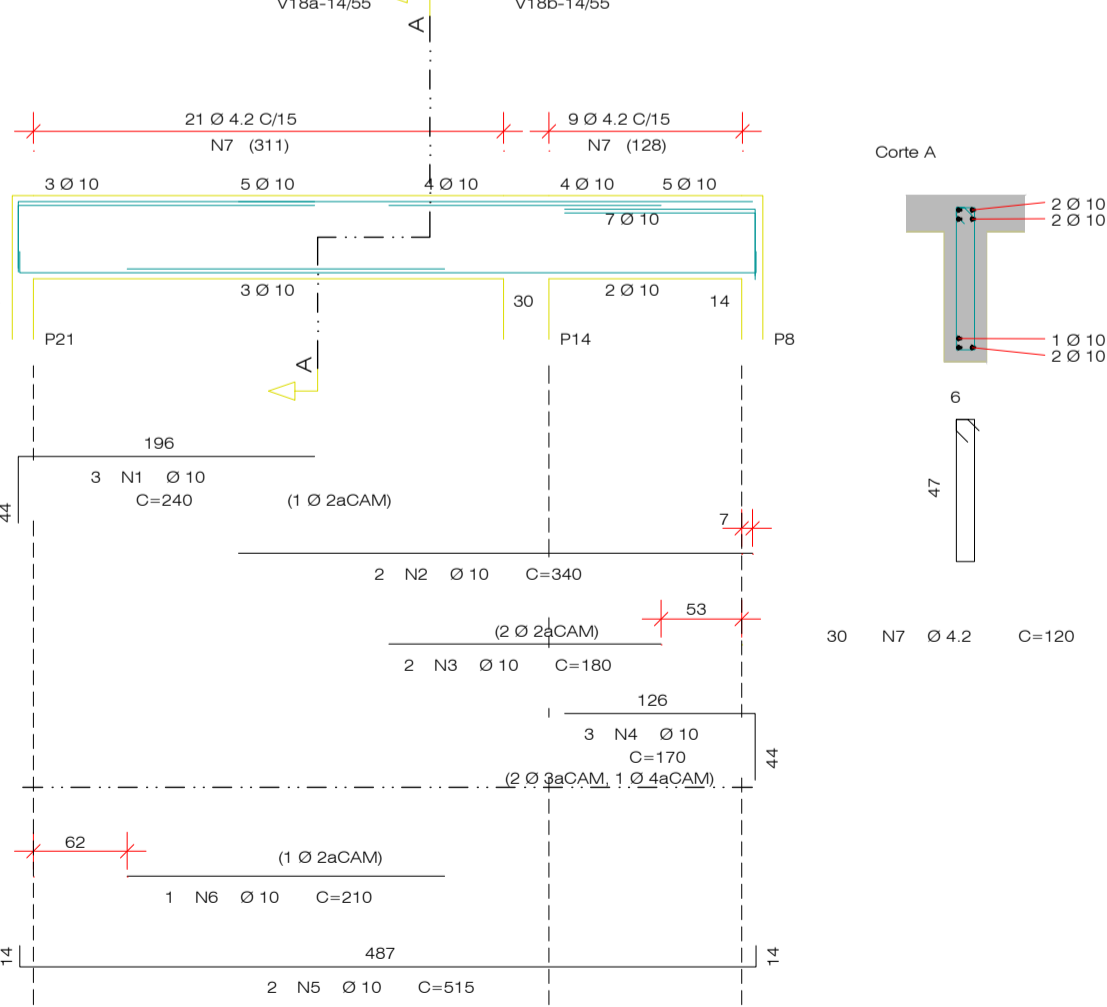 V18a-14/55 V18b-14/55
A
21 Ø 4.2 C/15 9 Ø 4.2 C/15
N7 (311) N7 (128)
Corte A
3 Ø 10 5 Ø 10 4 Ø 10 4 Ø 10 5 Ø 10
2 Ø 10
2 Ø 10
7 Ø 10
3 Ø 10 2 Ø 10
30 14
P21 P14 P8
1 Ø 10
2 Ø 10
A
6
47
196
3 N1 Ø 10
C=240 (1 Ø 2aCAM)
44
7
2 N2 Ø 10 C=340
53
(2 Ø 2aCAM)
2 N3 Ø 10 C=180
30 N7 Ø 4.2 C=120
126
3 N4 Ø 10
C=170
44
(2 Ø 3aCAM, 1 Ø 4aCAM)
62
(1 Ø 2aCAM)
1 N6 Ø 10 C=210
14 487 14
2 N5 Ø 10 C=515